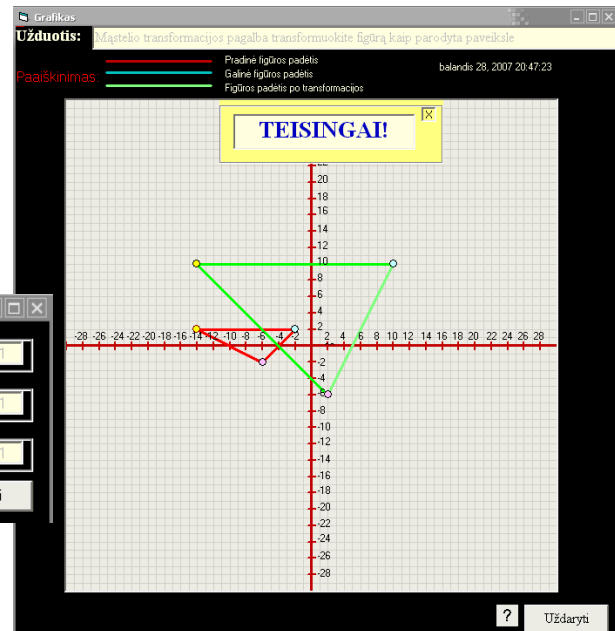 Grafikas
Užduotis: Mąstelio transformacijos pagalba transformuokite figūrą kaip parodyta paveiksle
Paaiškinimas:
Pradinė figūros padėtis
Galinė figūros padėtis
Figūros padėtis po transformacijos
balandis 28, 2007 20:47:23
X
TEISINGAI!
22
20
18
16
14
12
10
8
6
4
2
-28 -26 -24 -22 -20 -18 -16 -14 -12 -10 -8 -6 -4 -2 2 4 6 8 10 12 14 16 18 20 22 24 26 28
-2
-4
-6
-8
-10
-12
-14
-16
-18
-20
-22
-24
-26
-28
? Uždaryti